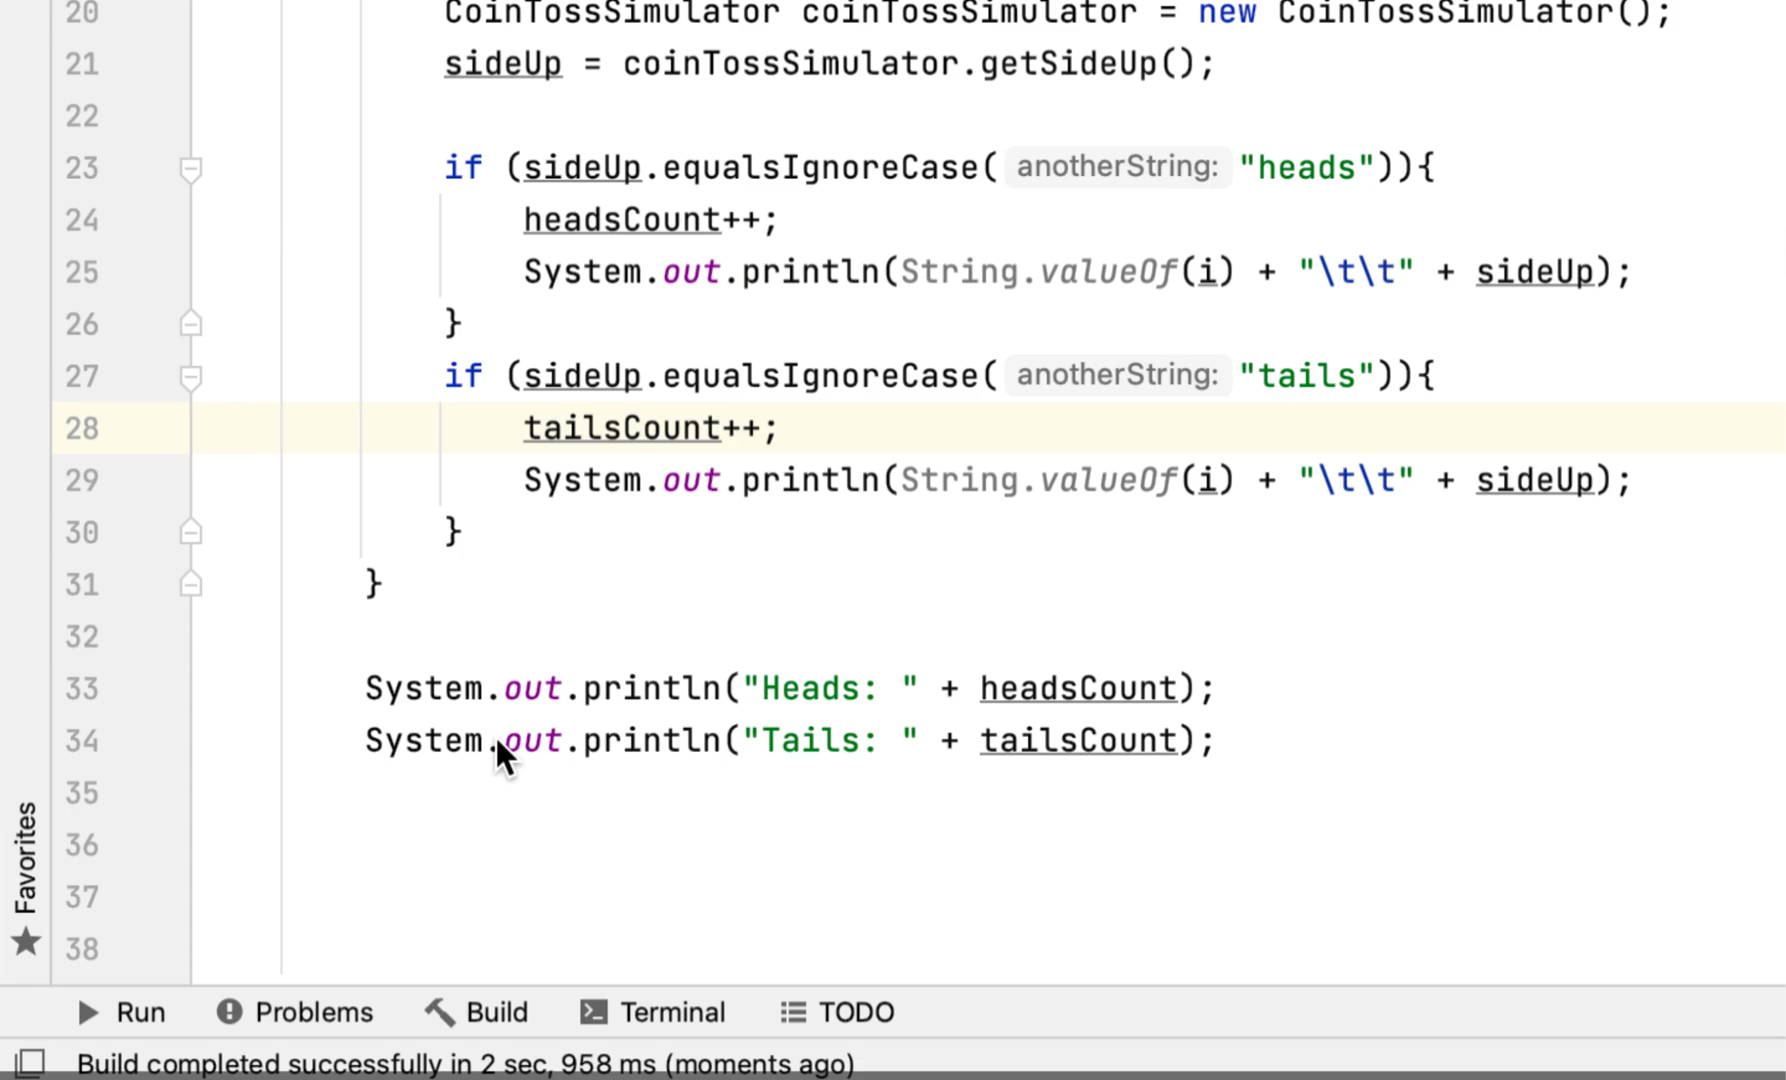 20 CoinTossSimulator coinTossSimulator = new CoinTossSimulator();
21 sideUp = coinTossSimulator.getSideUp();
22
23 if (sideUp.equalsIgnoreCase( anotherString: "heads")){
24 headsCount++;
25 System.out.println(String.valueOf(i) + "\t\t" + sideUp);
26 }
27 if (sideUp.equalsIgnoreCase( anotherString: "tails")){
28 tailsCount++;
29 System.out.println(String.valueOf(i) + "\t\t" + sideUp);
30 }
31 }
32
33 System.out.println("Heads: " + headsCount);
34 System.out.println("Tails: " + tailsCount);
35
36
37
38
Favorites
Run Problems Build Terminal TODO
Build completed successfully in 2 sec, 958 ms (moments ago)